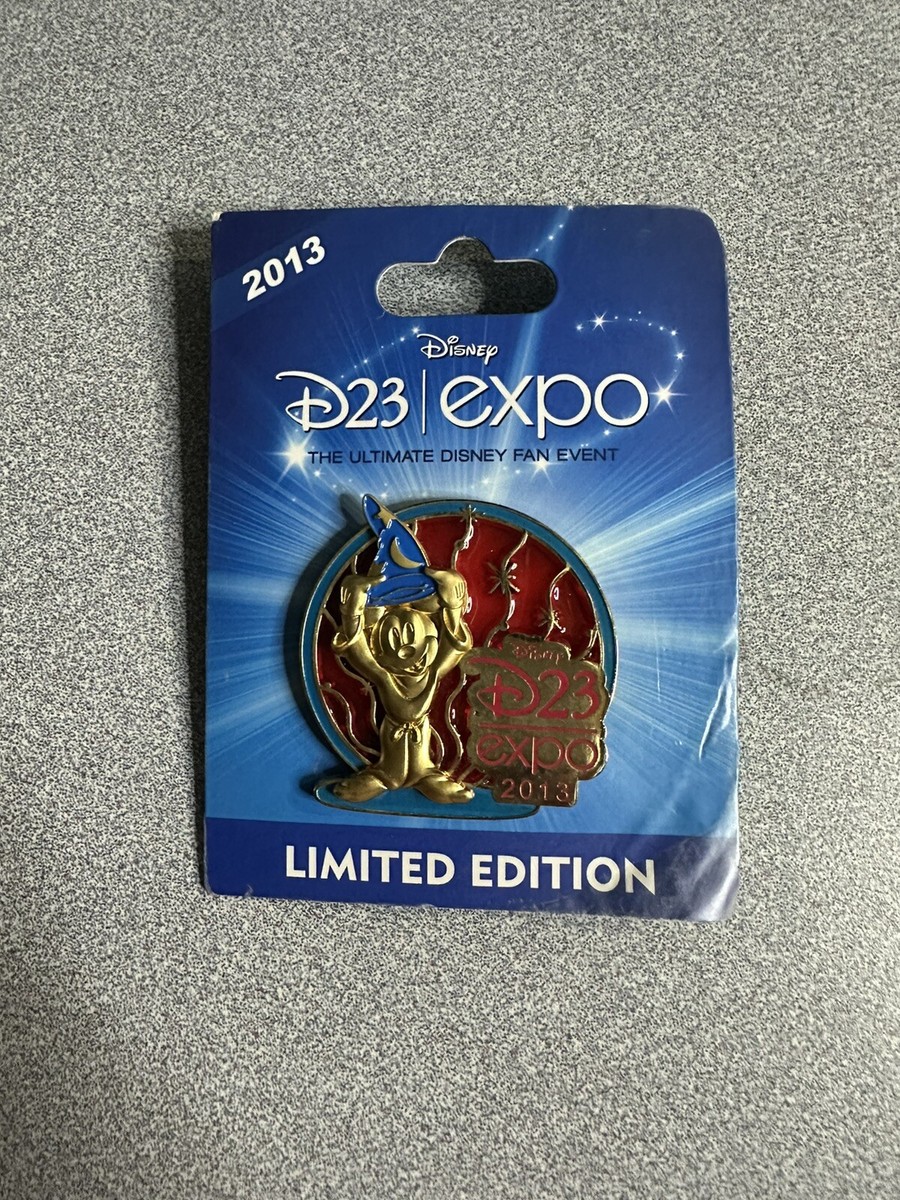 2013
Disney
D23 | expo
THE ULTIMATE DISNEY FAN EVENT
Disney
D23
expo
2013
LIMITED EDITION